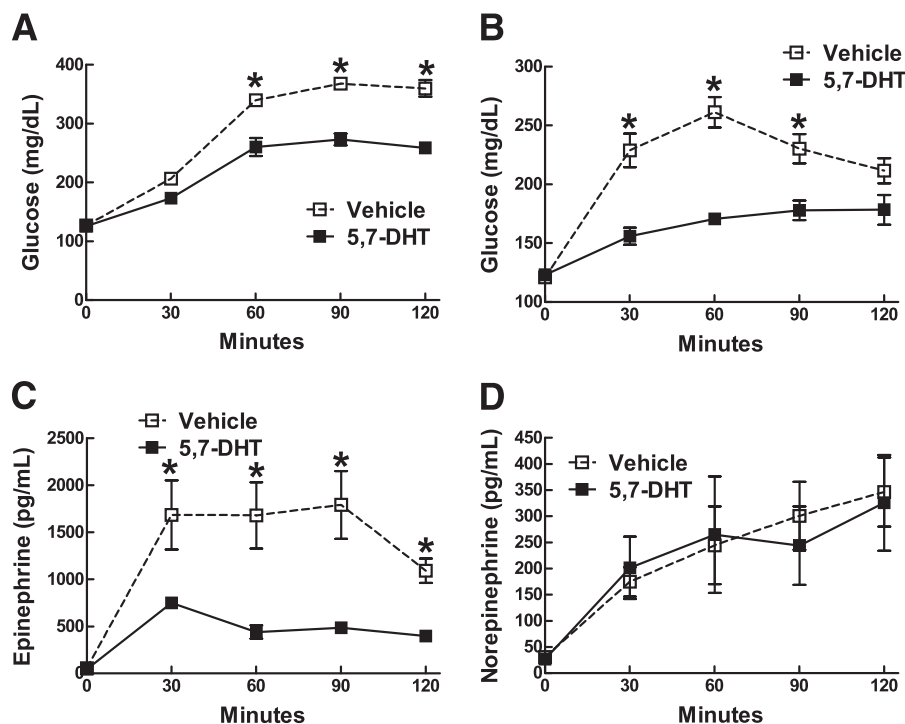 A
Glucose (mg/dL)
400
300
200
100
0
* * *
Vehicle
5,7-DHT
0 30 60 90 120
Minutes
B
Glucose (mg/dL)
300
250
200
150
100
Vehicle
5,7-DHT
* * *
0 30 60 90 120
Minutes
C
Epinephrine (pg/mL)
2500
2000
1500
1000
500
0
Vehicle
5,7-DHT
* * * *
0 30 60 90 120
Minutes
D
Norepinephrine (pg/mL)
450
400
350
300
250
200
150
100
50
0
Vehicle
5,7-DHT
0 30 60 90 120
Minutes